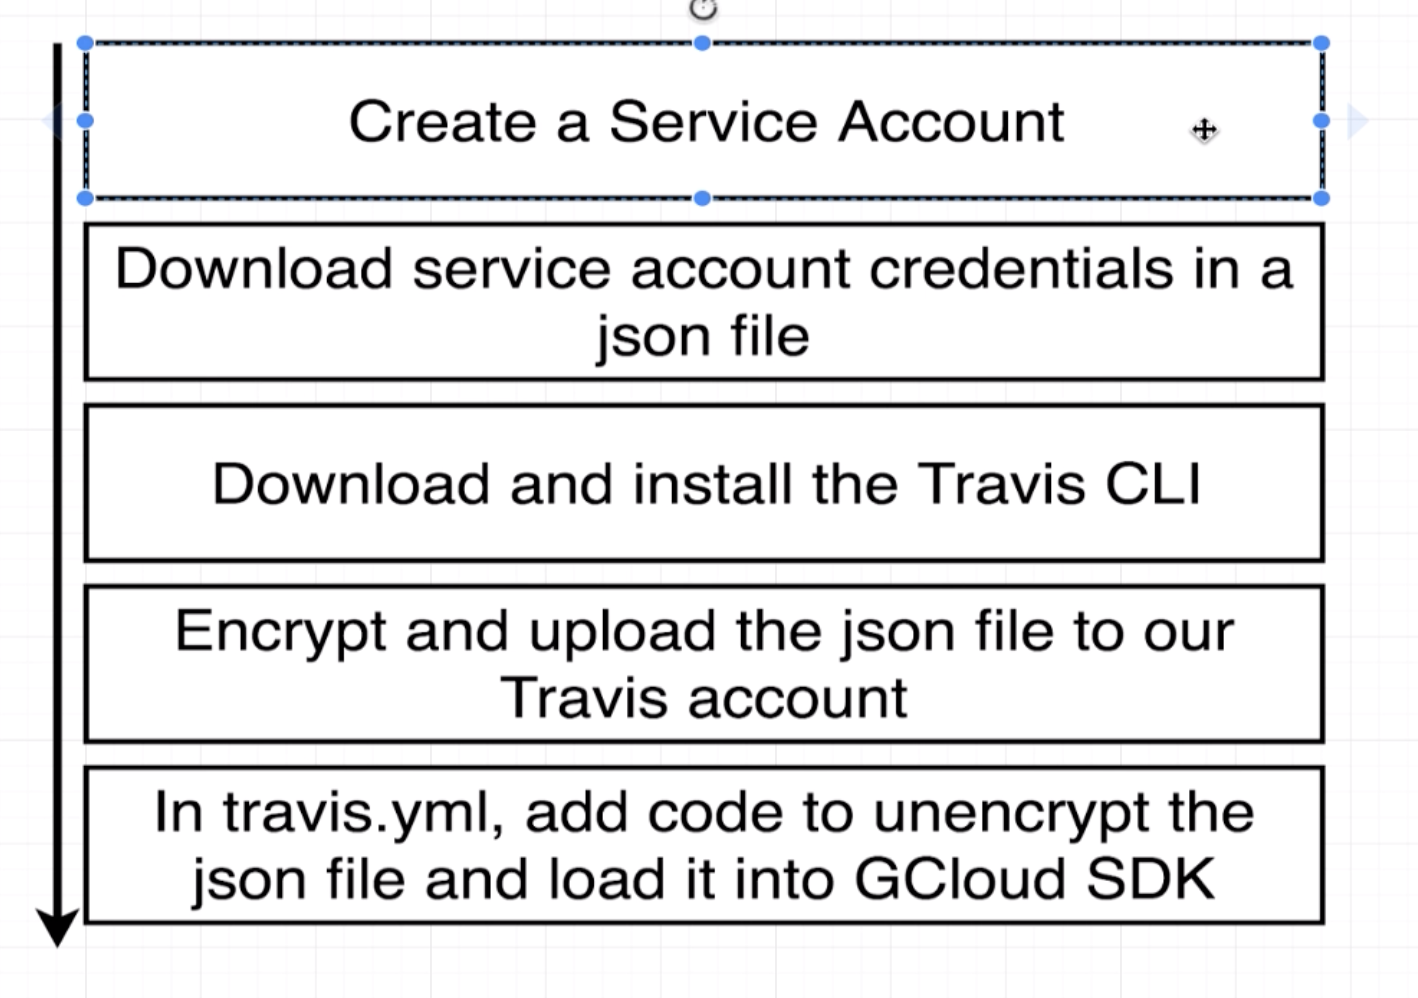 Create a Service Account
Download service account credentials in a
json file
Download and install the Travis CLI
Encrypt and upload the json file to our
Travis account
In travis.yml, add code to unencrypt the
json file and load it into GCloud SDK